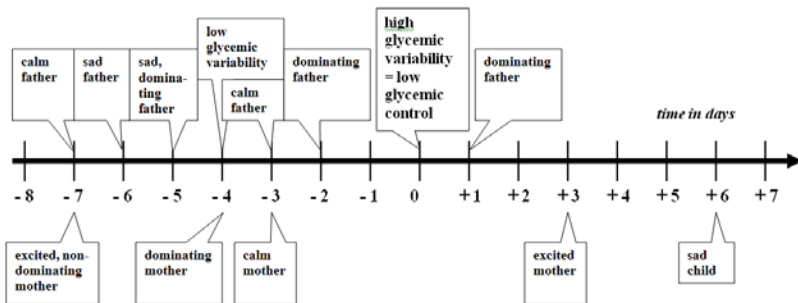 calm
father
sad
father
sad,
domina-
ting
father
low
glycemic
variability
calm
father
dominating
father
high
glycemic
variability
= low
glycemic
control
dominating
father
time in days
- 8 - 7 - 6 - 5 - 4 - 3 - 2 - 1 0 +1 +2 +3 +4 +5 +6 +7
excited, non-
dominating
mother
dominating
mother
calm
mother
excited
mother
sad
child